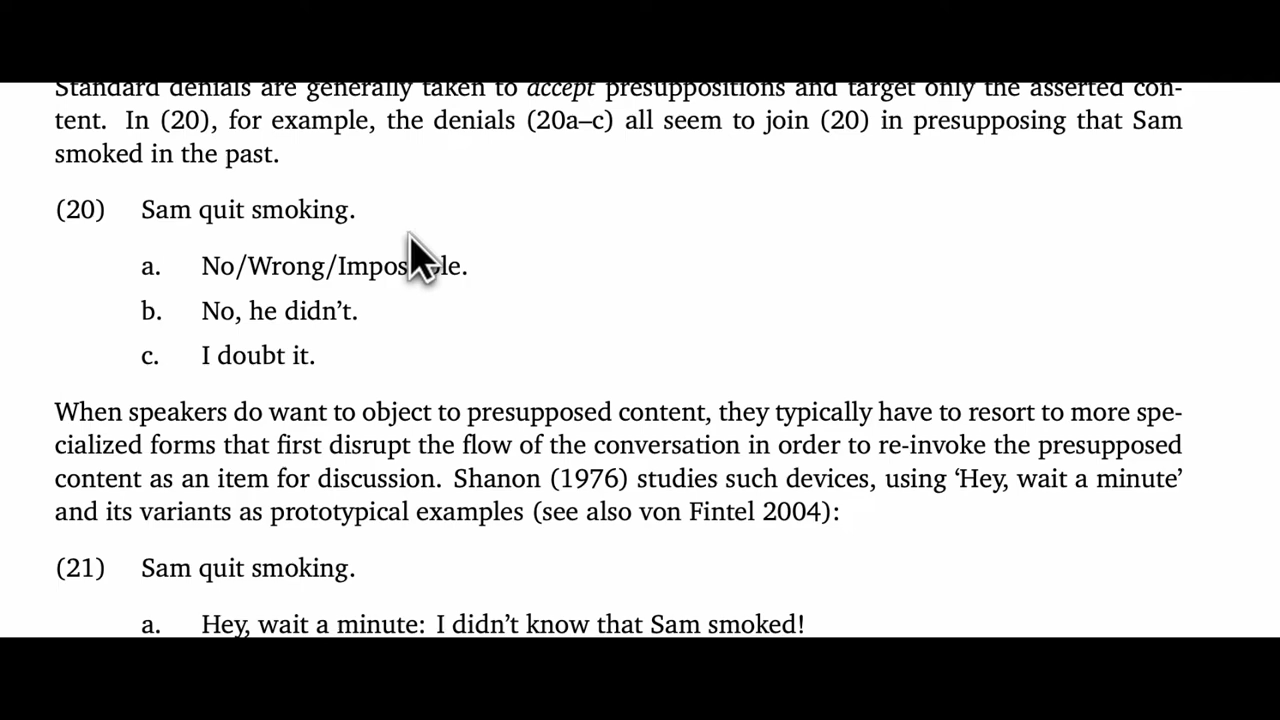 Standard denials are generally taken to accept presuppositions and target only the asserted con-
tent. In (20), for example, the denials (20a–c) all seem to join (20) in presupposing that Sam
smoked in the past.
(20) Sam quit smoking.
a. No/Wrong/Impossible.
b. No, he didn’t.
c. I doubt it.
When speakers do want to object to presupposed content, they typically have to resort to more spe-
cialized forms that first disrupt the flow of the conversation in order to re-invoke the presupposed
content as an item for discussion. Shanon (1976) studies such devices, using ‘Hey, wait a minute’
and its variants as prototypical examples (see also von Fintel 2004):
(21) Sam quit smoking.
a. Hey, wait a minute: I didn’t know that Sam smoked!